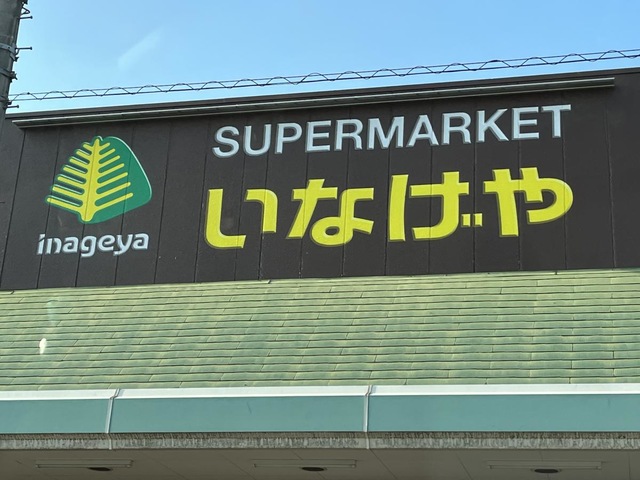 SUPERMARKET
いなげや
inageya